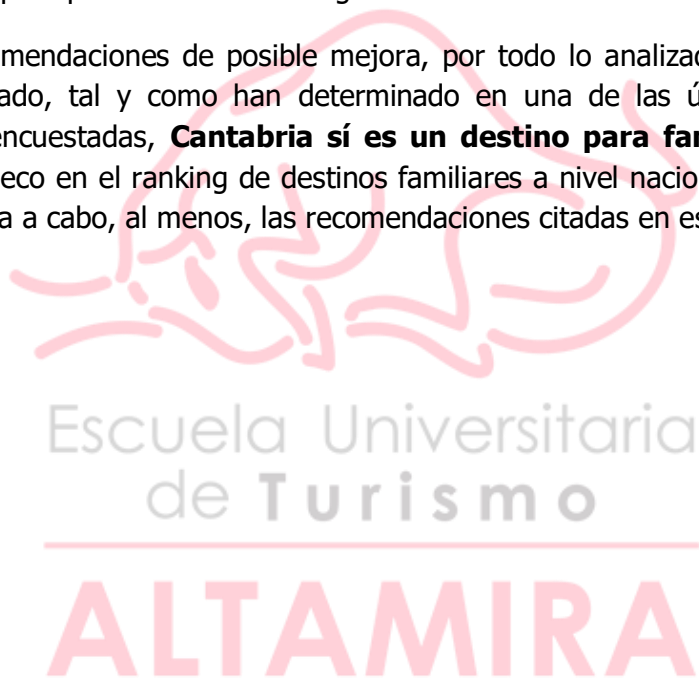 mendaciones de posible mejora, por todo lo analizad
ado, tal y como han determinado en una de las ú
encuestadas, Cantabria sí es un destino para fa
eco en el ranking de destinos familiares a nivel nacio
a a cabo, al menos, las recomendaciones citadas en es
Escuela Universitaria
de Turismo
ALTAMIRA